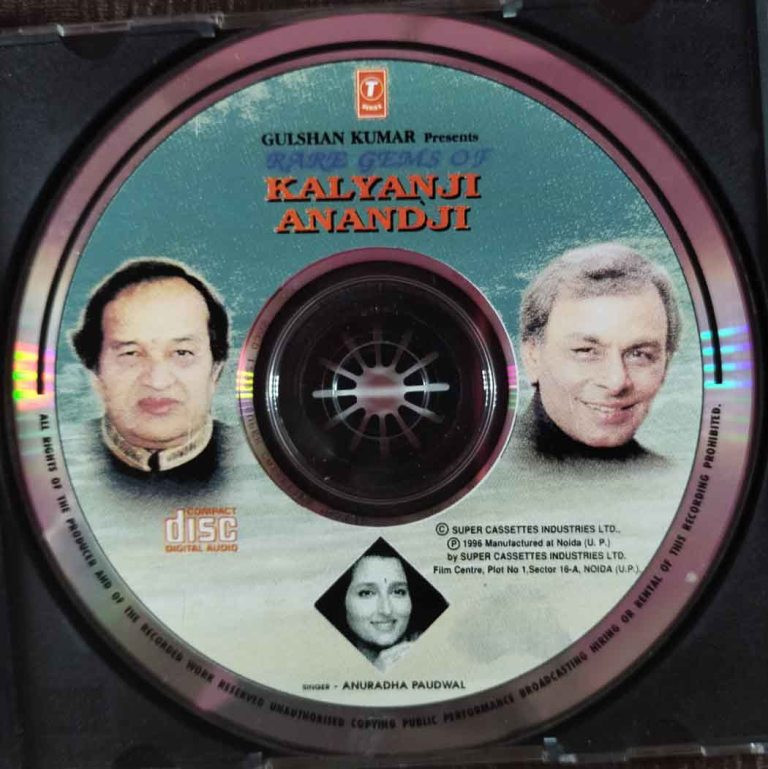 T
SERIES
GULSHAN KUMAR Presents
RARE GEMS OF
KALYANJI
ANANDJI
COMPACT
disc
DIGITAL AUDIO
Ⓒ SUPER CASSETTES INDUSTRIES LTD.,
Ⓟ 1996 Manufactured at Noida (U. P.)
by SUPER CASSETTES INDUSTRIES LTD.
Film Centre, Plot No 1,Sector 16-A, NOIDA (U.P.),
SINGER - ANURADHA PAUDWAL
ALL RIGHTS OF THE PRODUCER AND OF THE RECORDED WORK RESERVED UNAUTHORISED COPYING PUBLIC PERFORMANCE BROADCASTING HIRING OR RENTAL OF THIS RECORDING PROHIBITED.